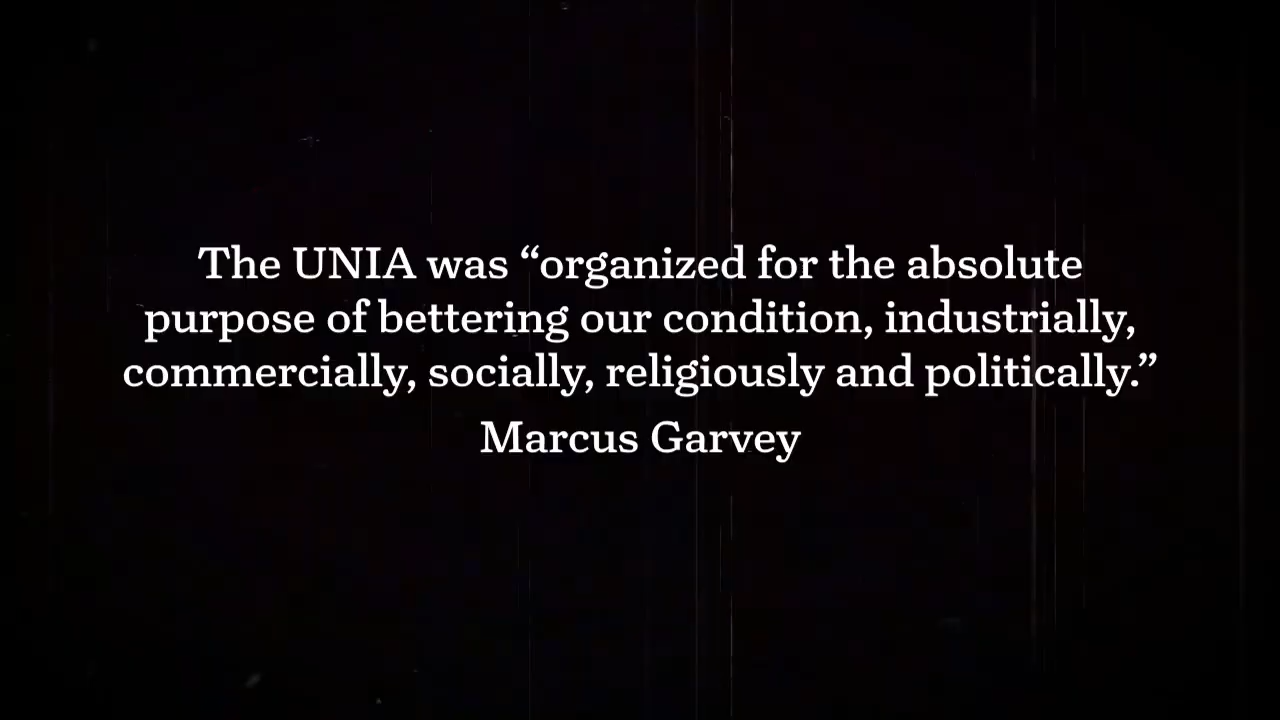 The UNIA was “organized for the absolute
purpose of bettering our condition, industrially,
commercially, socially, religiously and politically.”
Marcus Garvey